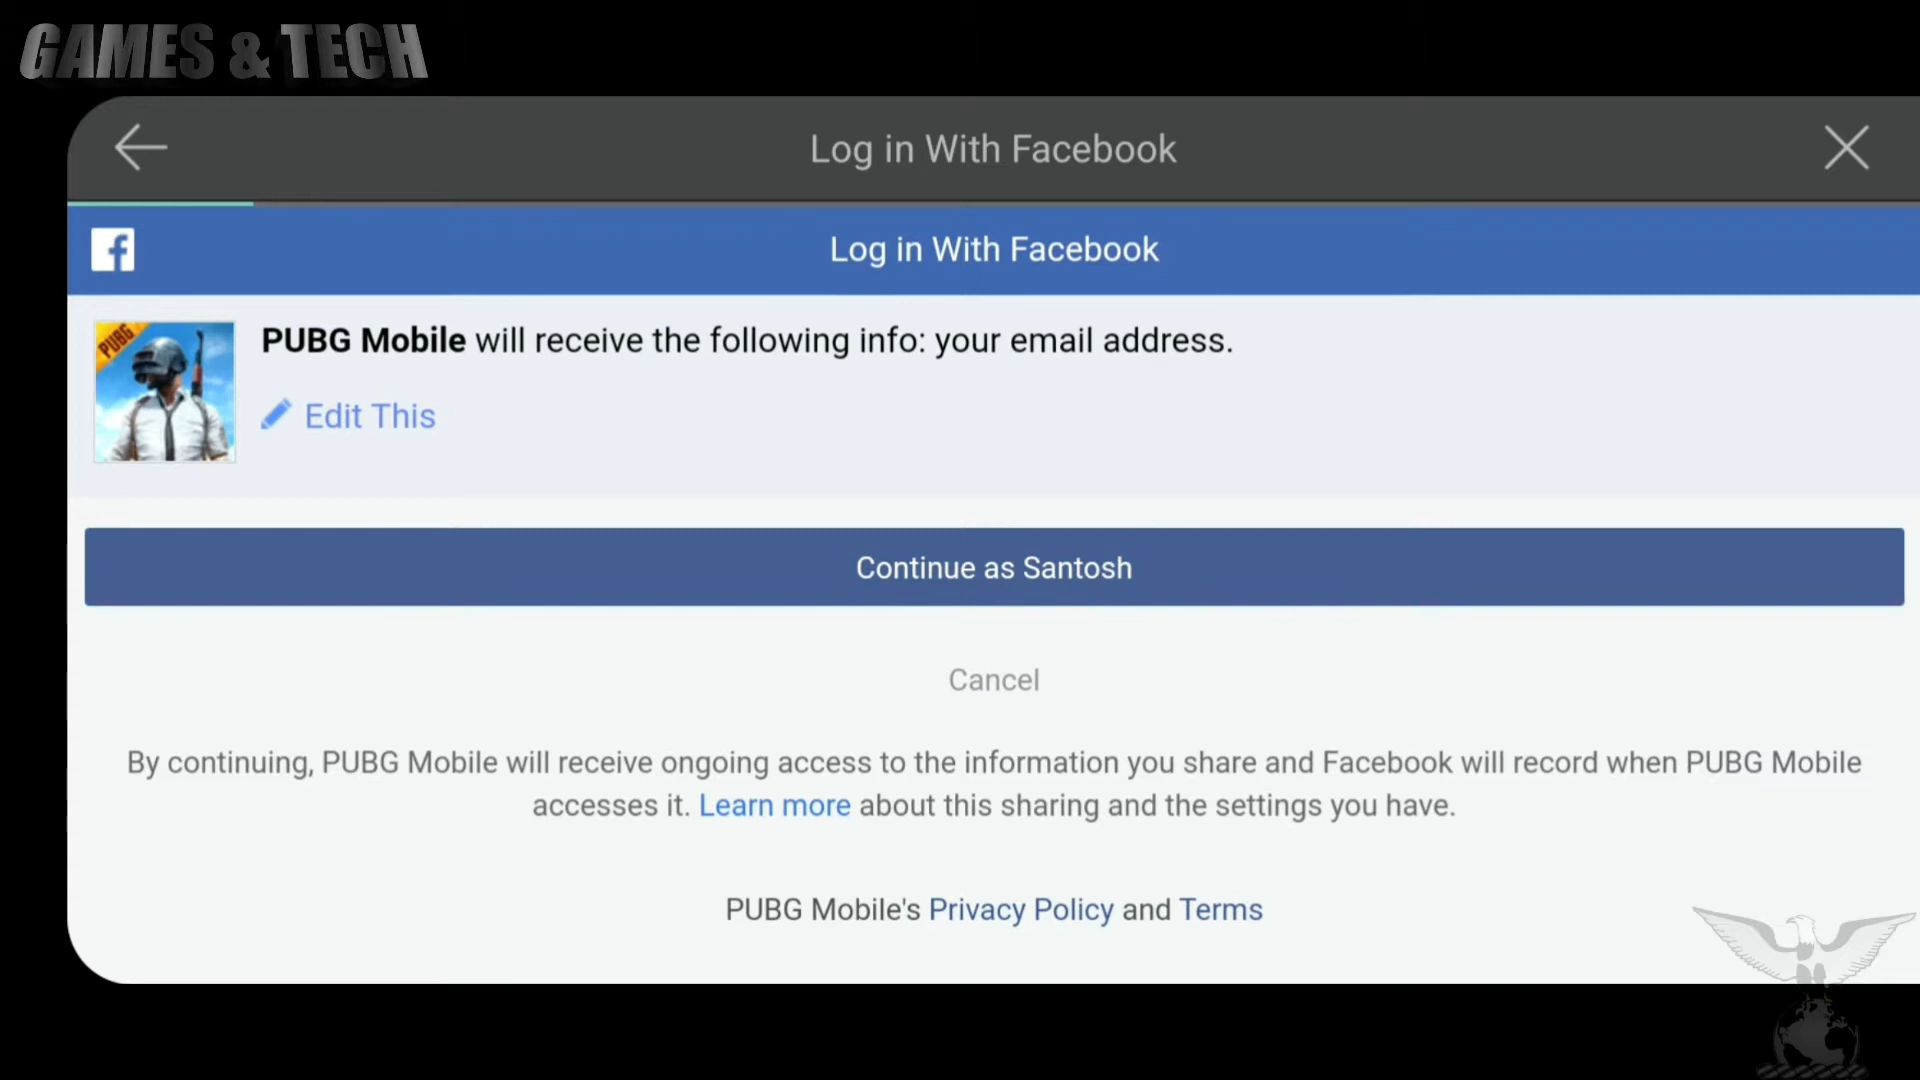 GAMES & TECH
Log in With Facebook
f
Log in With Facebook
PUBG
PUBG Mobile will receive the following info: your email address.
Edit This
Continue as Santosh
Cancel
By continuing, PUBG Mobile will receive ongoing access to the information you share and Facebook will record when PUBG Mobile
accesses it. Learn more about this sharing and the settings you have.
PUBG Mobile's Privacy Policy and Terms